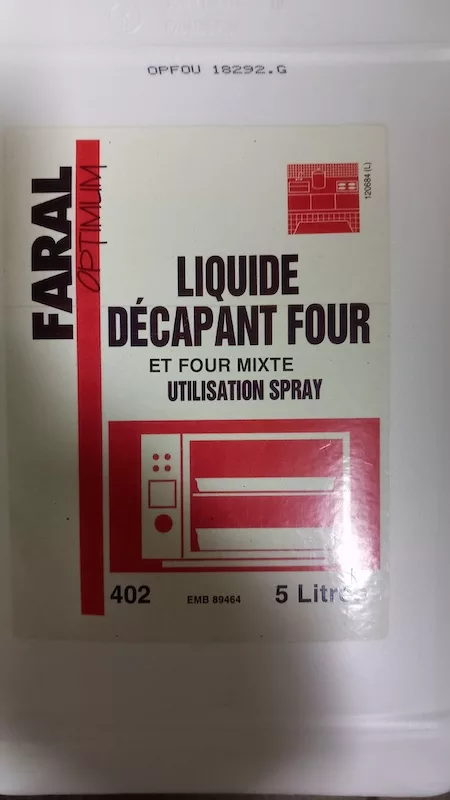 OPFOU 18292.G
FARAL
OPTIMUM
120684 (L)
LIQUIDE
DÉCAPANT FOUR
ET FOUR MIXTE
UTILISATION SPRAY
402
EMB 89464
5 Litres